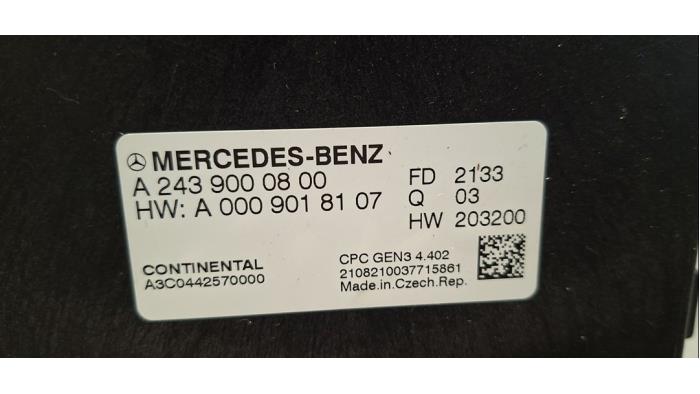 MERCEDES-BENZ
A 243 900 08 00
HW: A 000 901 81 07
FD 2133
Q 03
HW 203200
CONTINENTAL
A3C0442570000
CPC GEN3 4.402
2108210037715861
Made.in.Czech.Rep.